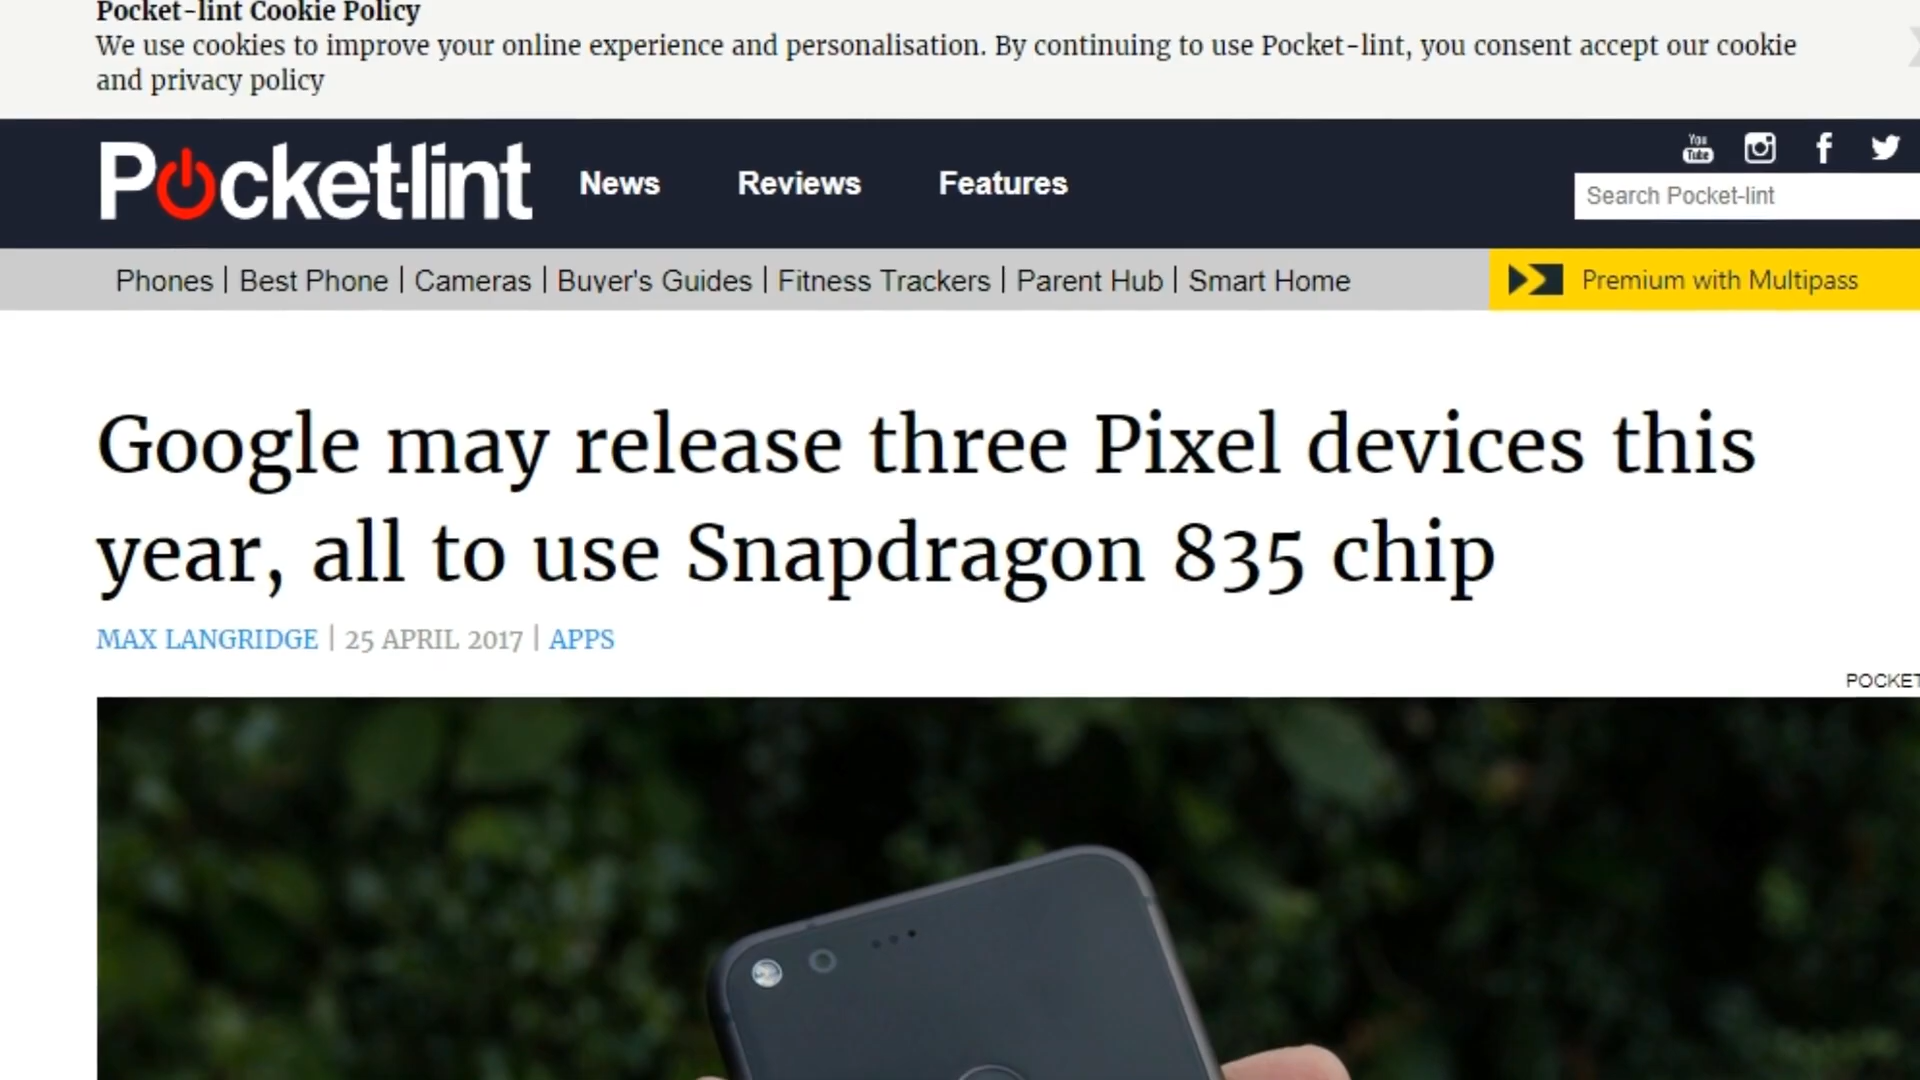 Pocket-lint Cookie Policy
We use cookies to improve your online experience and personalisation. By continuing to use Pocket-lint, you consent accept our cookie
and privacy policy
You
Tube
Pocket-lint
News
Reviews
Features
Search Pocket-lint
Phones | Best Phone | Cameras | Buyer's Guides | Fitness Trackers | Parent Hub | Smart Home
Premium with Multipass
Google may release three Pixel devices this
year, all to use Snapdragon 835 chip
MAX LANGRIDGE | 25 APRIL 2017 | APPS
POCKET